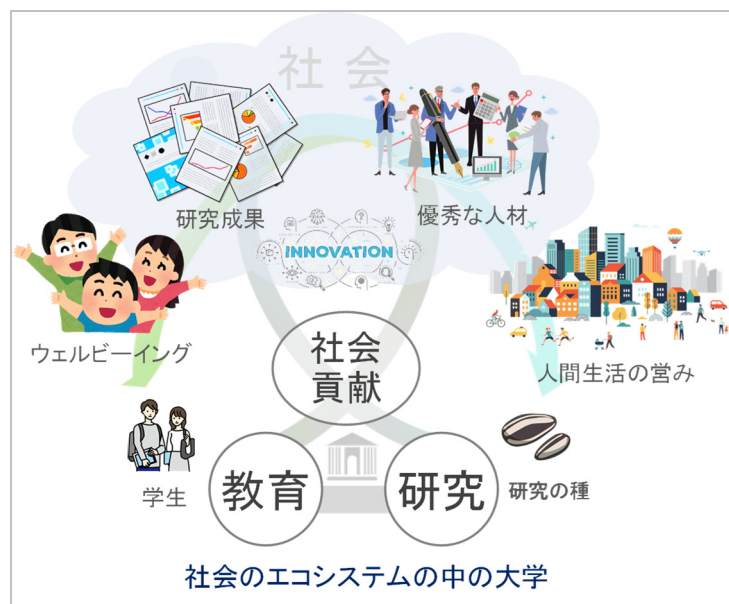 社会
研究成果
優秀な人材
INNOVATION
ウェルビーイング
人間生活の営み
社会
貢献
学生
教育
研究
研究の種
社会のエコシステムの中の大学